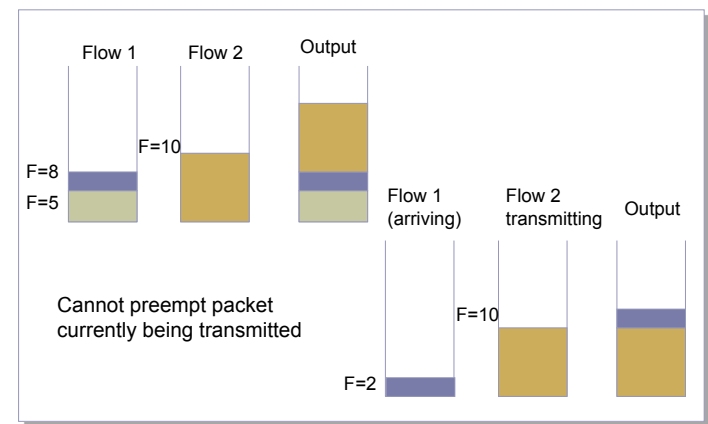 Flow 1
Flow 2
Output
F=10
F=8
F=5
Flow 1
(arriving)
Flow 2
transmitting
Output
Cannot preempt packet
currently being transmitted
F=10
F=2